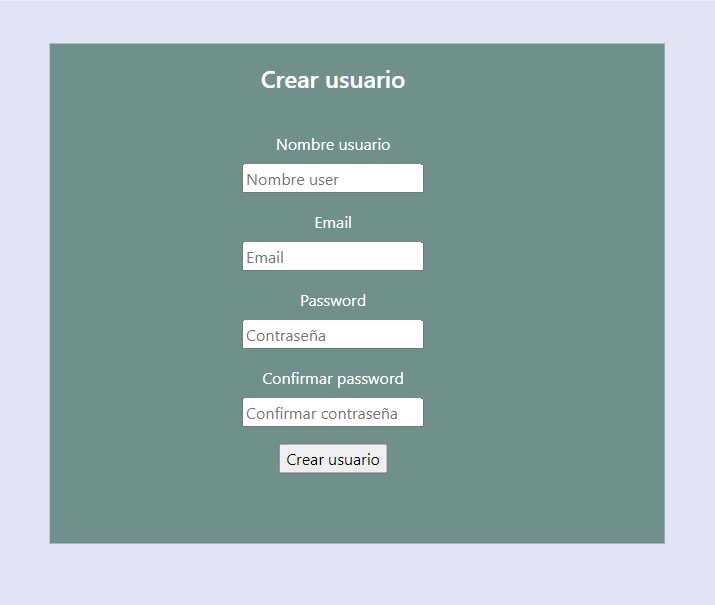 Crear usuario
Nombre usuario
Nombre user
Email
Email
Password
Contraseña
Confirmar password
Confirmar contraseña
Crear usuario